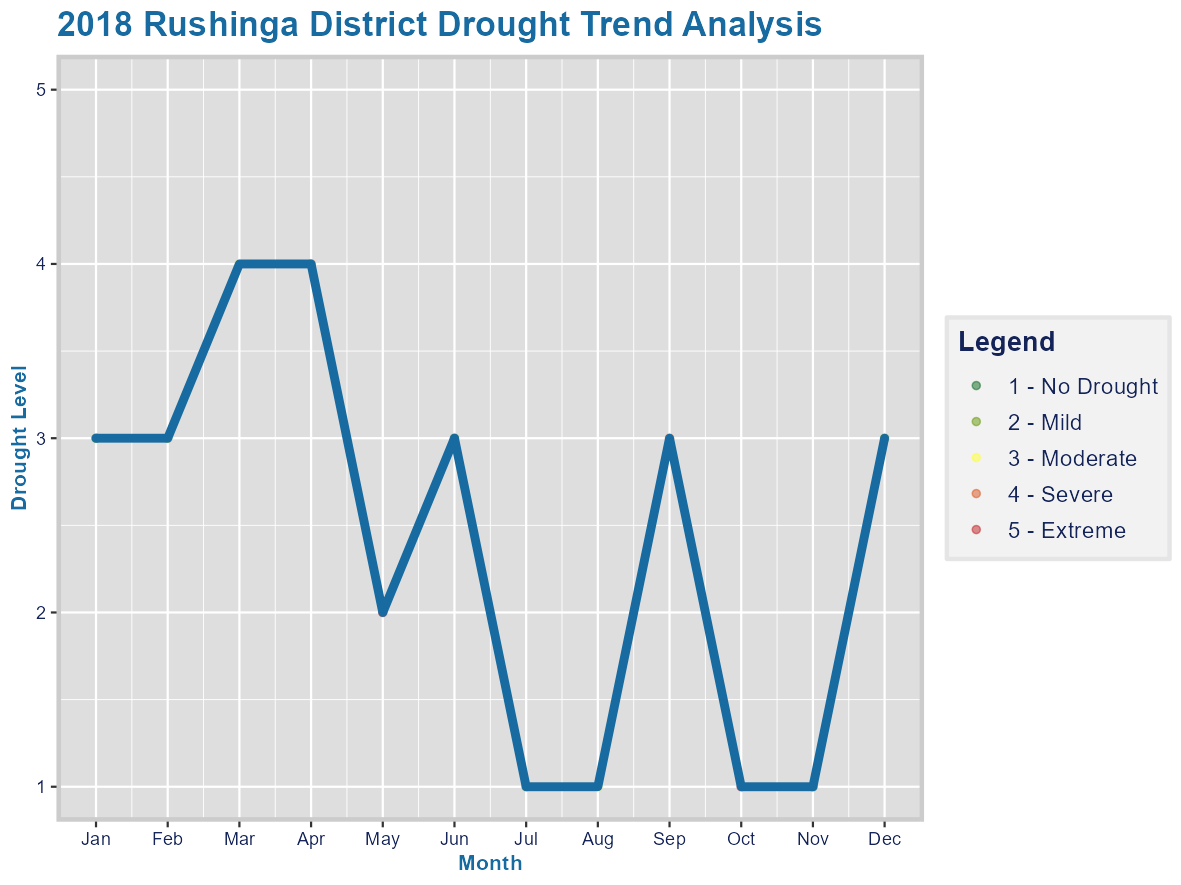 2018 Rushinga District Drought Trend Analysis
Drought Level
5
4
3
2
1
Jan Feb Mar Apr May Jun Jul Aug Sep Oct Nov Dec
Month
Legend
1 - No Drought
2 - Mild
3 - Moderate
4 - Severe
5 - Extreme